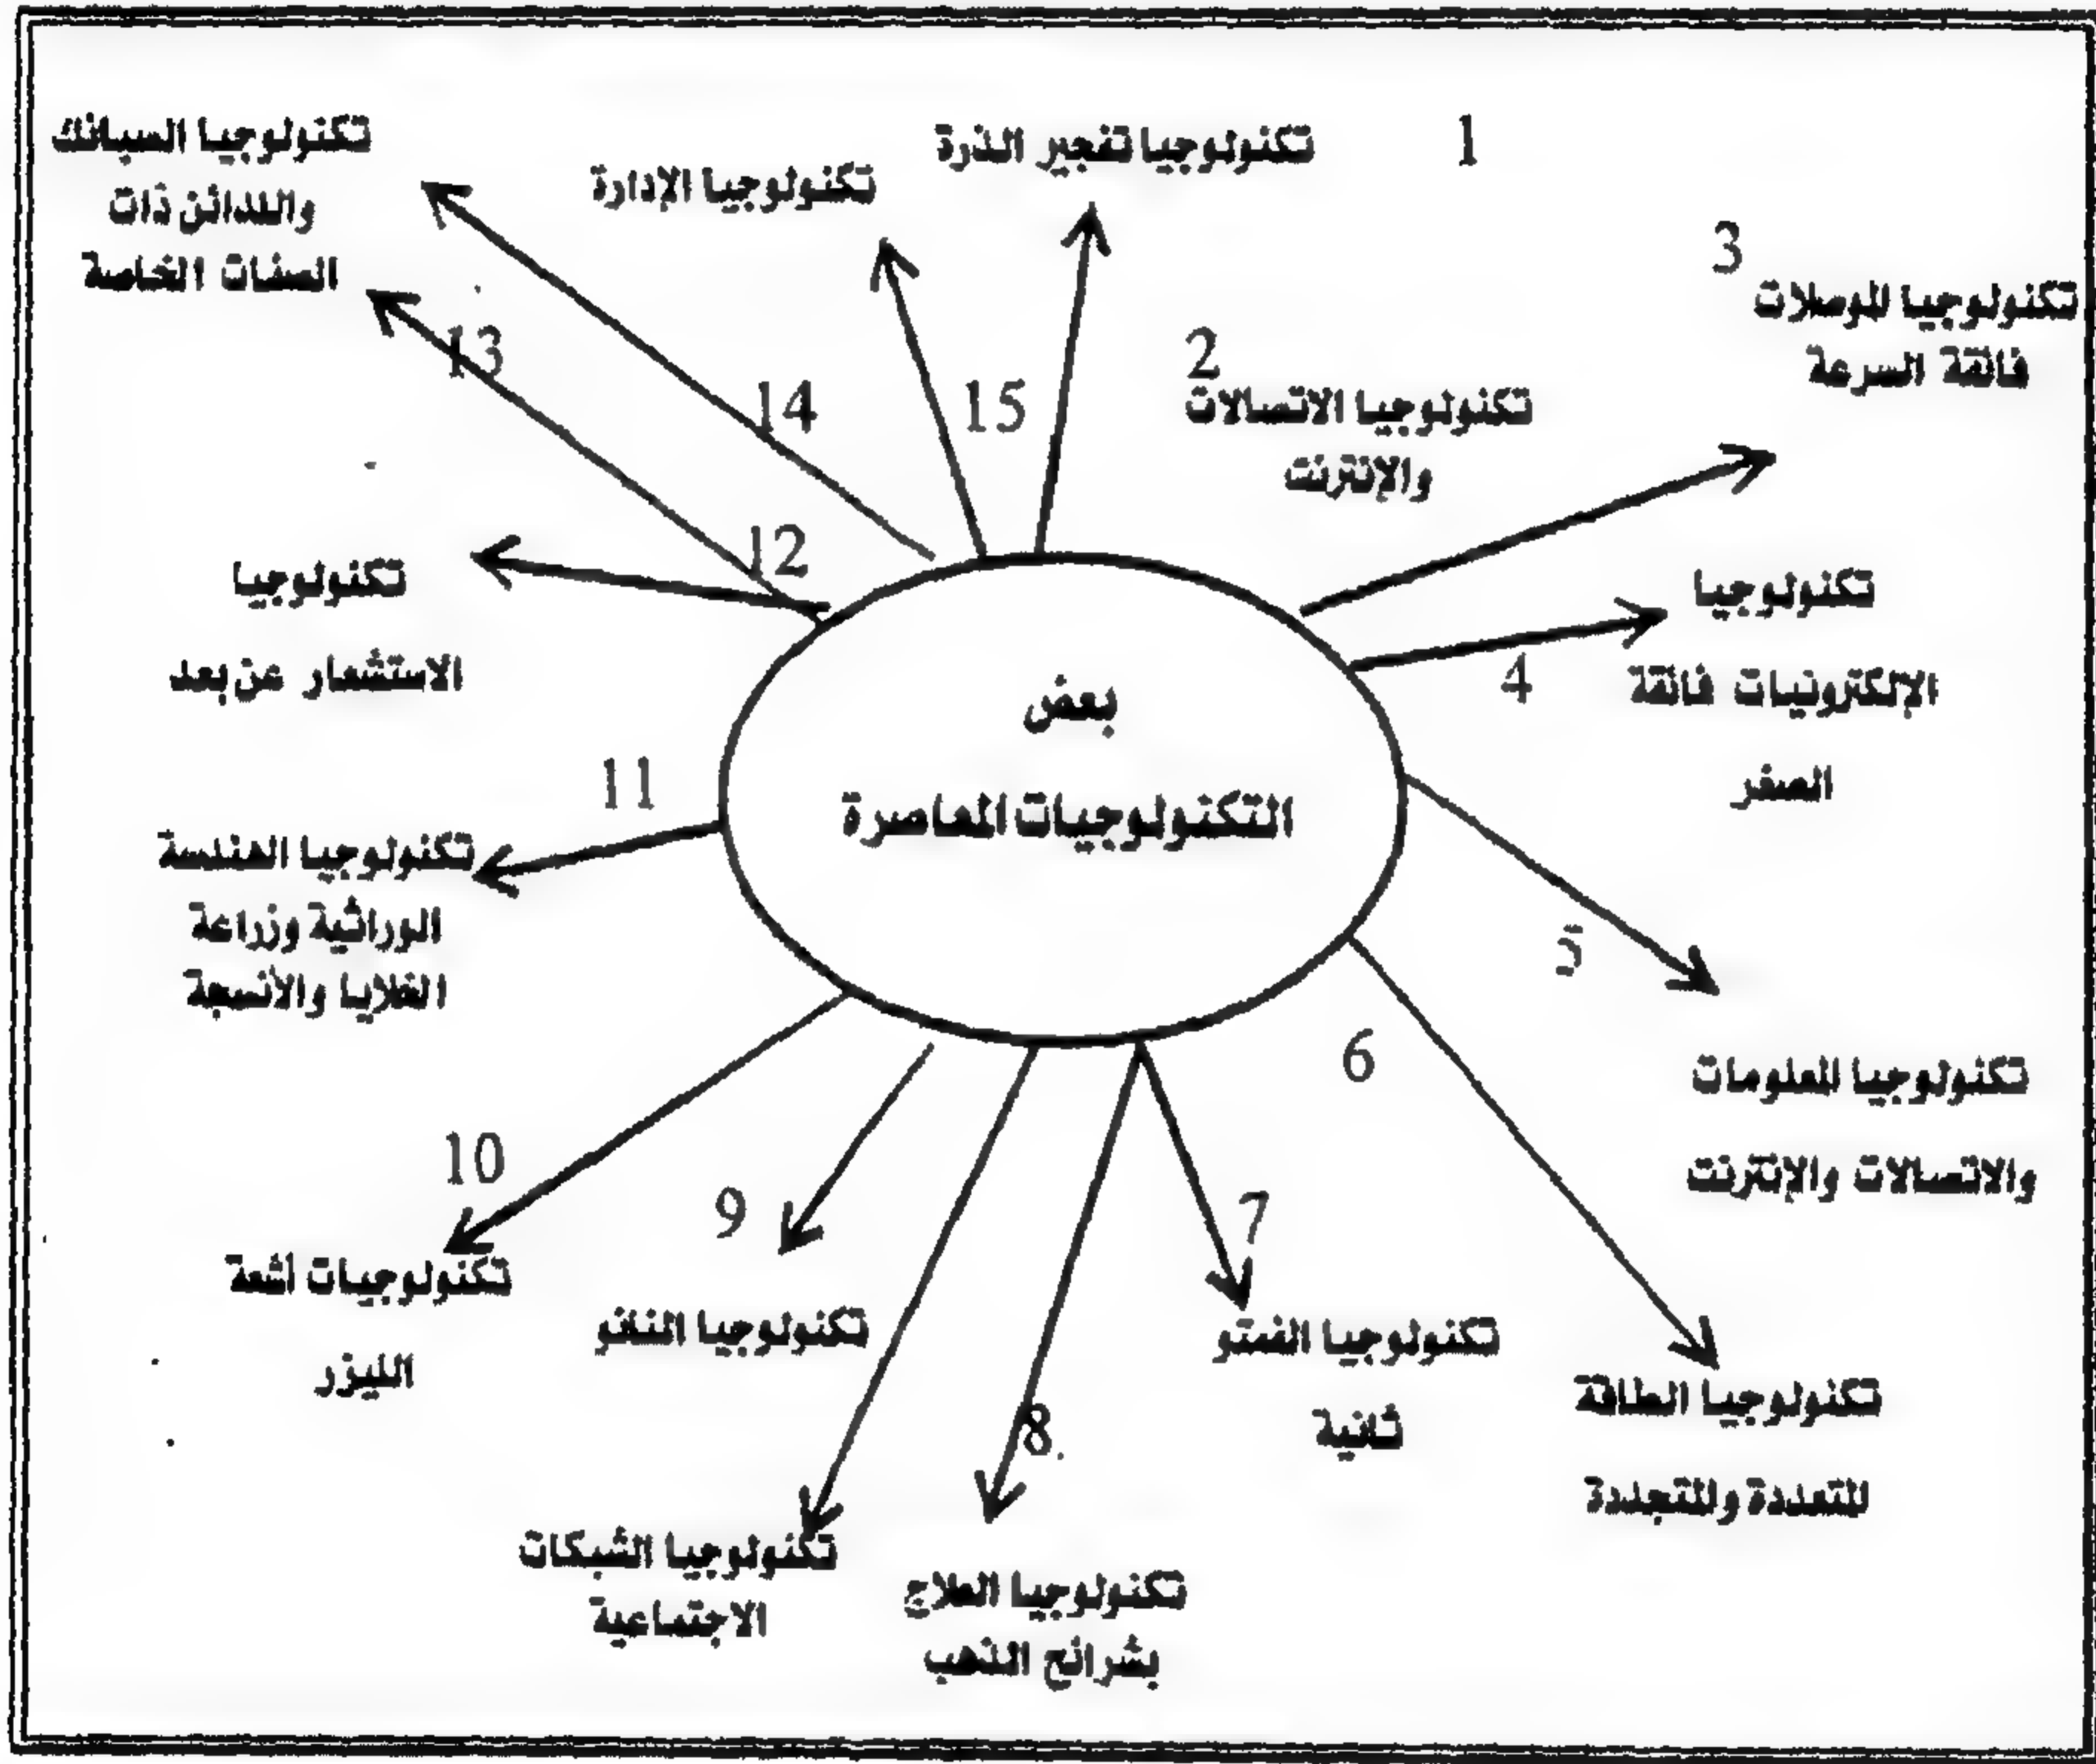 تكنولوجيا تفجير الذرة
1
تكنولوجيا الإدارة
تكنولوجيا السبائك
واللدائن ذات
الصفات الخاصة
3
تكنولوجيا الموصلات
فائقة السرعة
2
تكنولوجيا الاتصالات
والإنترنت
15
14
13
12
تكنولوجيا
الإلكترونيات فائقة
الصغر
4
تكنولوجيا
الاستشعار عن بعد
بعض
التكنولوجيات المعاصرة
11
تكنولوجيا الهندسة
الوراثية وزراعة
الخلايا والأنسجة
5
تكنولوجيا المعلومات
والاتصالات والإنترنت
6
10
تكنولوجيات أشعة
الليزر
9
تكنولوجيا النانو
7
تكنولوجيا الفمتو
ثانية
تكنولوجيا الطاقة
المتعددة والمتجددة
8.
تكنولوجيا العلاج
بشرائح الذهب
تكنولوجيا الشبكات
الاجتماعية